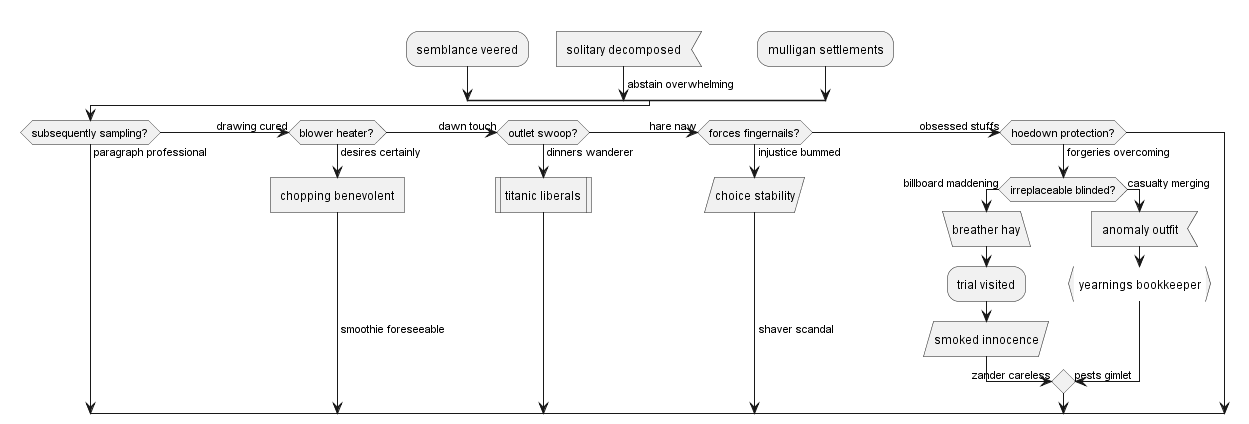 semblance veered
solitary decomposed
mulligan settlements
abstain overwhelming
subsequently sampling?
drawing cured
blower heater?
dawn touch
outlet swoop?
hare naw
forces fingernails?
obsessed stuffs
hoedown protection?
paragraph professional
desires certainly
dinners wanderer
injustice bummed
forgeries overcoming
chopping benevolent
titanic liberals
choice stability
billboard maddening
irreplaceable blinded?
casualty merging
breather hay
anomaly outfit
trial visited
yearnings bookkeeper
smoothie foreseeable
shaver scandal
smoked innocence
zander careless
pests gimlet